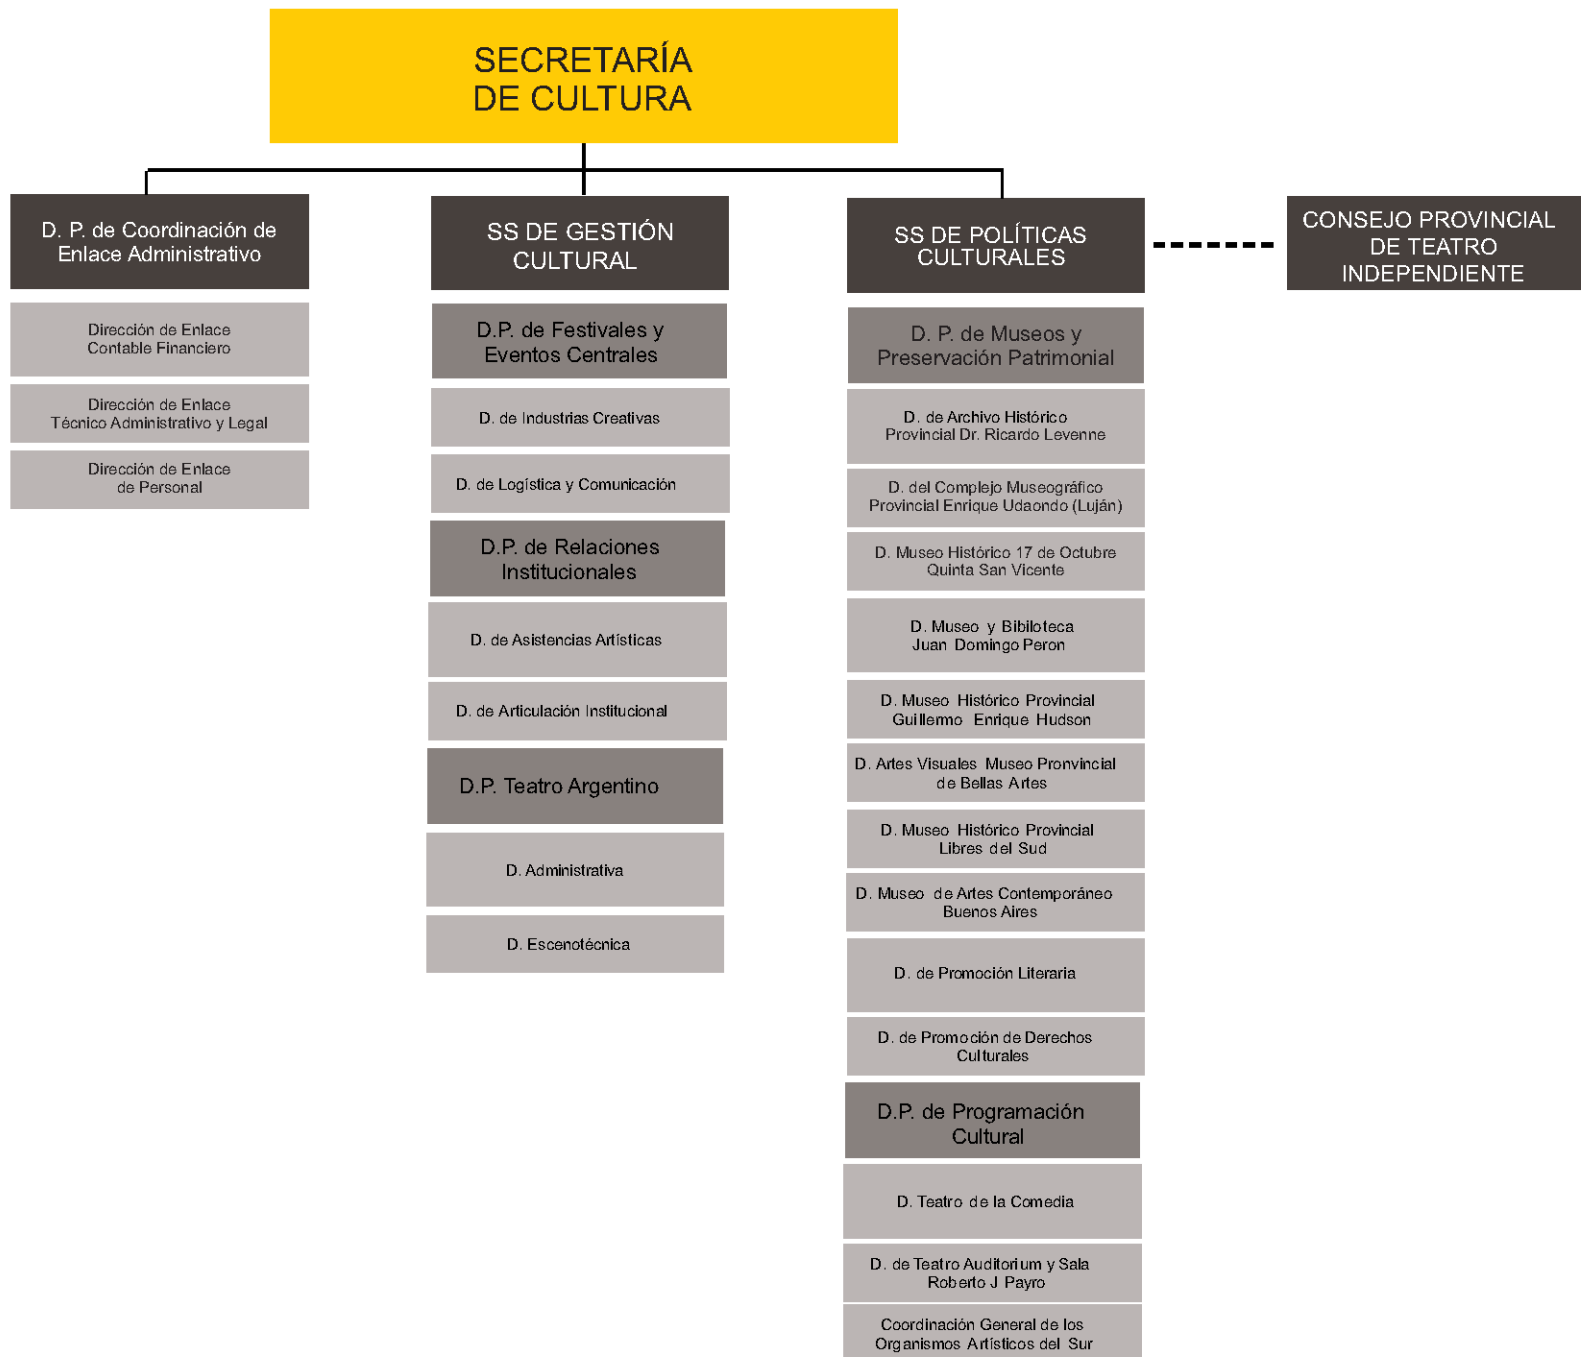 SECRETARÍA
DE CULTURA
D. P. de Coordinación de
Enlace Administrativo
Dirección de Enlace
Contable Financiero
Dirección de Enlace
Técnico Administrativo y Legal
Dirección de Enlace
de Personal
SS DE GESTIÓN
CULTURAL
D.P. de Festivales y
Eventos Centrales
D. de Industrias Creativas
D. de Logística y Comunicación
D.P. de Relaciones
Institucionales
D. de Asistencias Artísticas
D. de Articulación Institucional
D.P. Teatro Argentino
D. Administrativa
D. Escenotécnica
SS DE POLÍTICAS
CULTURALES
D. P. de Museos y
Preservación Patrimonial
D. de Archivo Histórico
Provincial Dr. Ricardo Levenne
D. del Complejo Museográfico
Provincial Enrique Udaondo (Luján)
D. Museo Histórico 17 de Octubre
Quinta San Vicente
D. Museo y Bibiloteca
Juan Domingo Peron
D. Museo Histórico Provincial
Guillermo Enrique Hudson
D. Artes Visuales Museo Pronvincial
de Bellas Artes
D. Museo Histórico Provincial
Libres del Sud
D. Museo de Artes Contemporáneo
Buenos Aires
D. de Promoción Literaria
D. de Promoción de Derechos
Culturales
D.P. de Programación
Cultural
D. Teatro de la Comedia
D. de Teatro Auditorium y Sala
Roberto J Payro
Coordinación General de los
Organismos Artísticos del Sur
CONSEJO PROVINCIAL
DE TEATRO
INDEPENDIENTE